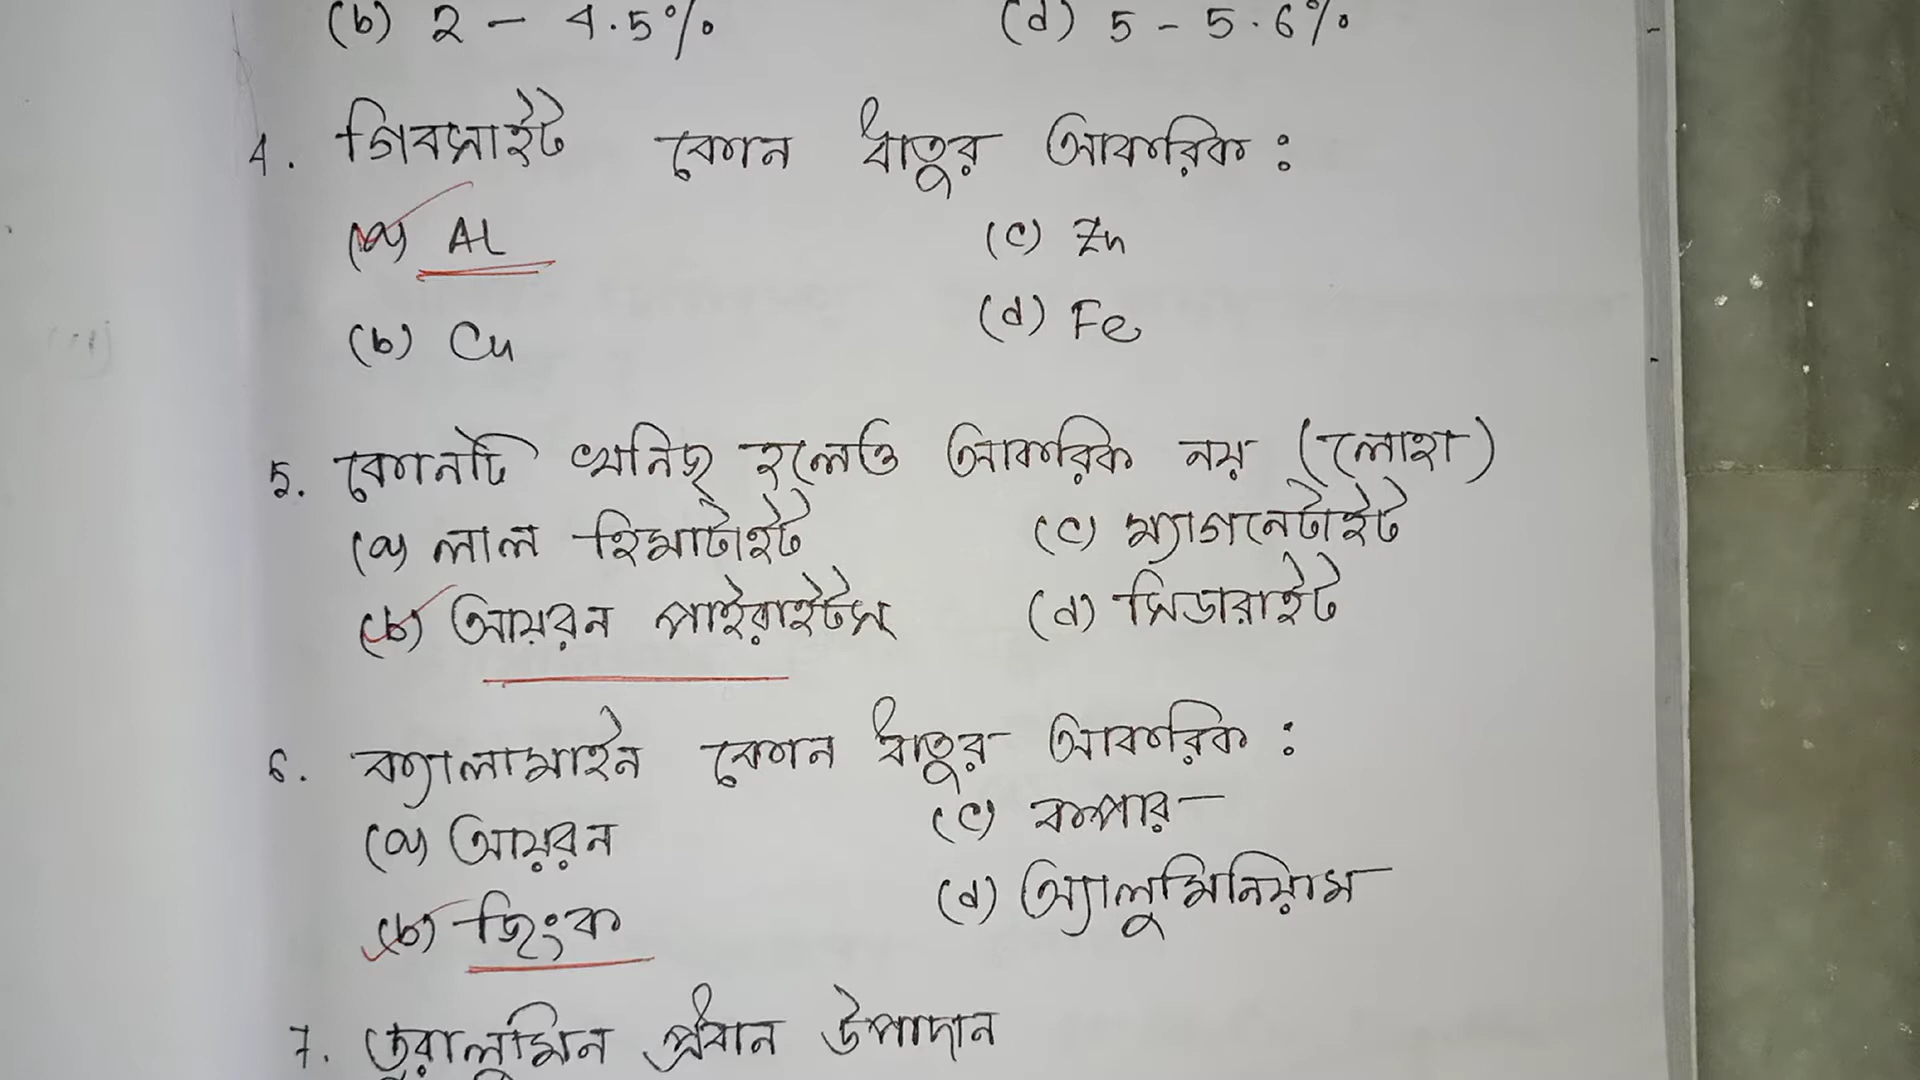 (b) 2 - 4.5% (d) 5 - 5.6%
4. গিবসাইট কোন ধাতুর আকরিক :
(a) Al (c) Zn
(b) Cu (d) Fe
5. কোনটি খনিজ হলেও আকরিক নয় (লোহা)
(a) লাল হিমাটাইট (c) ম্যাগনেটাইট
(b) আয়রন পাইরাইটস্ (d) সিডারাইট
6. ক্যালামাইন কোন ধাতুর আকরিক :
(a) আয়রন (c) কপার
(b) জিংক (d) অ্যালুমিনিয়াম
7. ডুরালুমিন প্রধান উপাদান